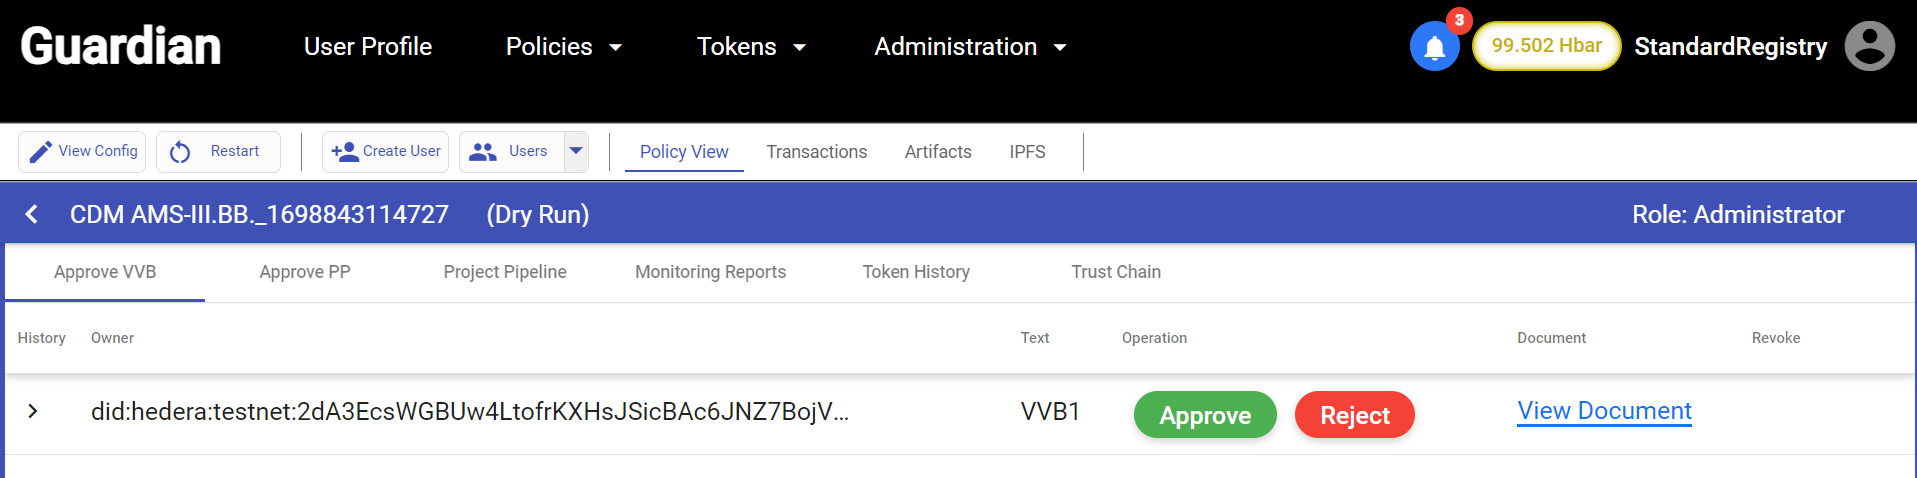 Guardian User Profile Policies Tokens Administration 3 99.502 Hbar StandardRegistry
View Config Restart Create User Users Policy View Transactions Artifacts IPFS
CDM AMS-III.BB._1698843114727 (Dry Run) Role: Administrator
Approve VVB Approve PP Project Pipeline Monitoring Reports Token History Trust Chain
History Owner Text Operation Document Revoke
did:hedera:testnet:2dA3EcsWGBUw4LtofrKXHsJSicBAc6JNZ7BojV... VVB1 Approve Reject View Document